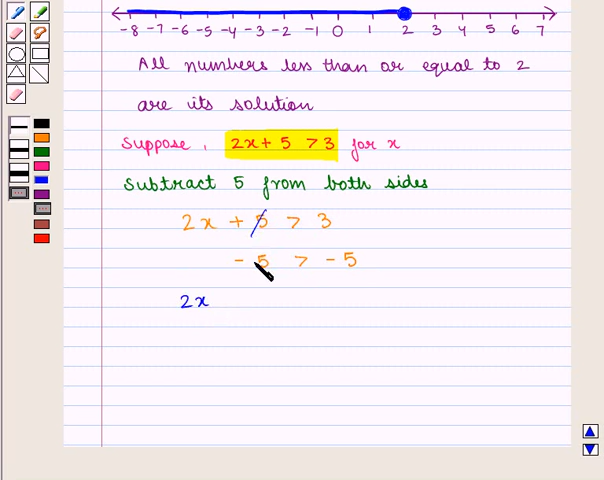 -8 -7 -6 -5 -4 -3 -2 -1 0 1 2 3 4 5 6 7
All numbers less than or equal to 2
are its solution
Suppose, 2x + 5 > 3 for x
Subtract 5 from both sides
2x + 5 > 3
- 5 > - 5
2x